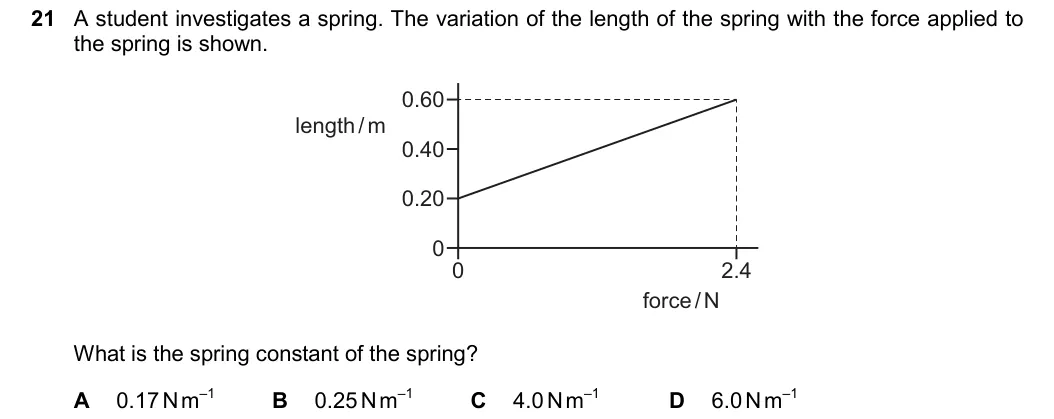 21 A student investigates a spring. The variation of the length of the spring with the force applied to
the spring is shown.
0.60
length / m
0.40
0.20
0
0
2.4
force / N
What is the spring constant of the spring?
A 0.17 N m⁻¹ B 0.25 N m⁻¹ C 4.0 N m⁻¹ D 6.0 N m⁻¹